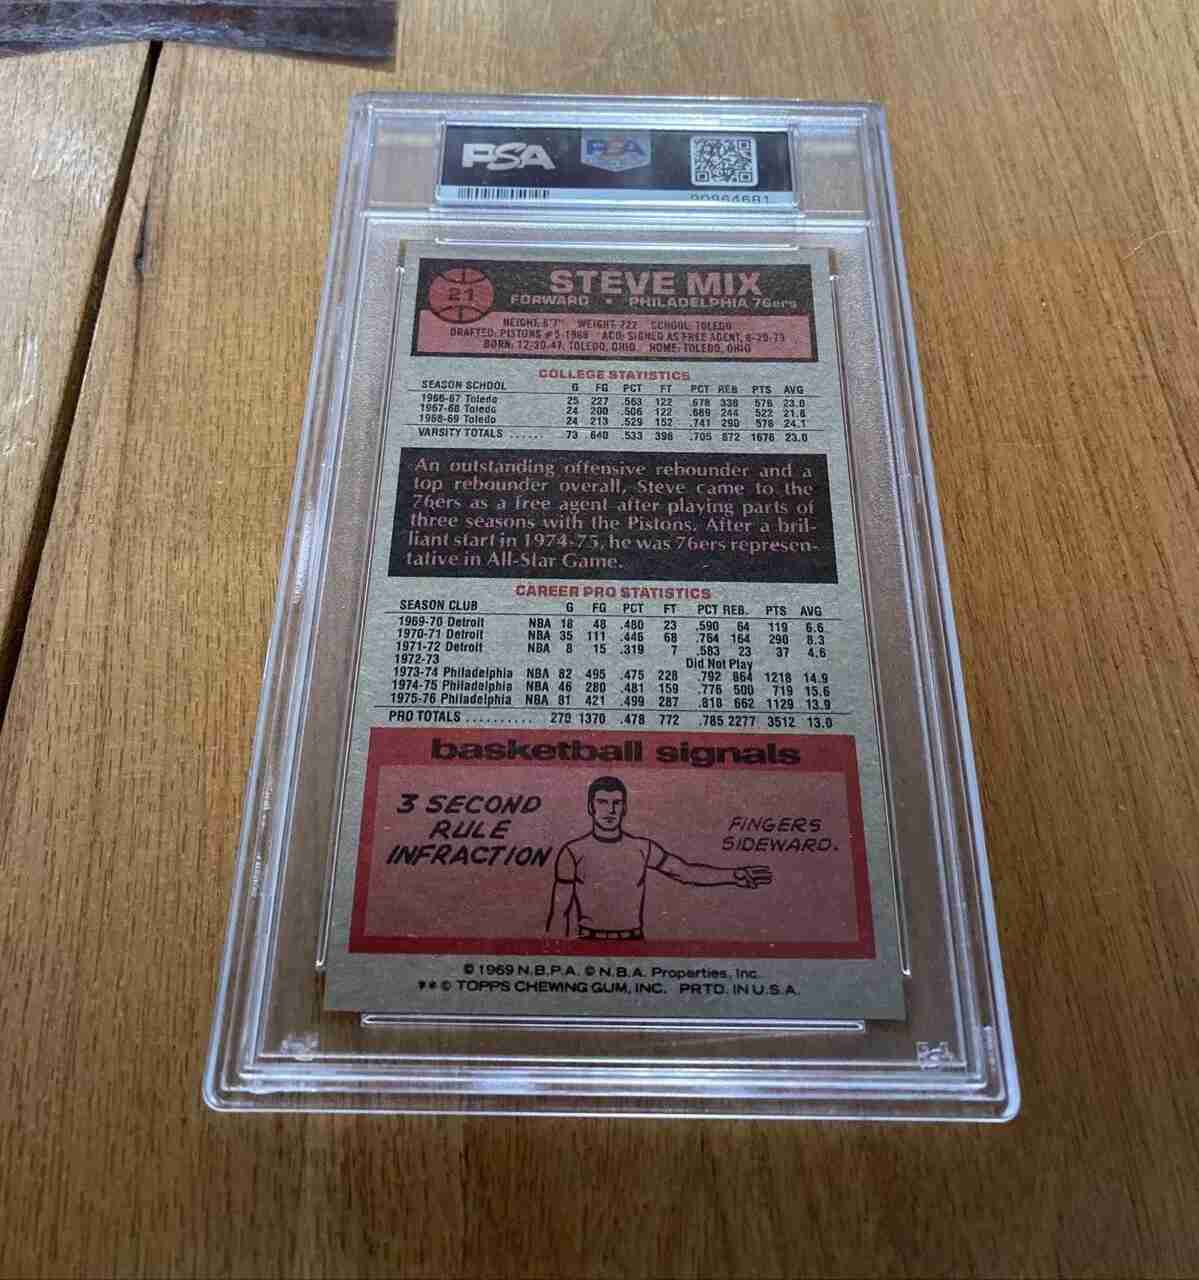 PSA
PSA
90864681
21
STEVE MIX
FORWARD • PHILADELPHIA 76ers
HEIGHT: 6'7" WEIGHT: 222 SCHOOL: TOLEDO
DRAFTED: PISTONS #5-1969 ACQ: SIGNED AS FREE AGENT, 6-20-73
BORN: 12-30-47, TOLEDO, OHIO HOME: TOLEDO, OHIO
COLLEGE STATISTICS
SEASON SCHOOL G FG PCT FT PCT REB PTS AVG
1966-67 Toledo 25 227 .563 122 .678 338 576 23.0
1967-68 Toledo 24 200 .506 122 .689 244 522 21.8
1968-69 Toledo 24 213 .529 152 .741 290 578 24.1
VARSITY TOTALS ...... 73 640 .533 396 .705 872 1676 23.0
An outstanding offensive rebounder and a
top rebounder overall, Steve came to the
76ers as a free agent after playing parts of
three seasons with the Pistons. After a bril-
liant start in 1974-75, he was 76ers represen-
tative in All-Star Game.
CAREER PRO STATISTICS
SEASON CLUB G FG PCT FT PCT REB. PTS AVG
1969-70 Detroit NBA 18 48 .480 23 .590 64 119 6.6
1970-71 Detroit NBA 35 111 .446 68 .764 164 290 8.3
1971-72 Detroit NBA 8 15 .319 7 .583 23 37 4.6
1972-73 Did Not Play
1973-74 Philadelphia NBA 82 495 .475 228 .792 864 1218 14.9
1974-75 Philadelphia NBA 46 280 .481 159 .776 500 719 15.6
1975-76 Philadelphia NBA 81 421 .499 287 .818 662 1129 13.9
PRO TOTALS .......... 270 1370 .478 772 .785 2277 3512 13.0
basketball signals
3 SECOND
RULE
INFRACTION
FINGERS
SIDEWARD.
© 1969 N.B.P.A. © N.B.A. Properties, Inc.
** © TOPPS CHEWING GUM, INC. PRTD. IN U.S.A.